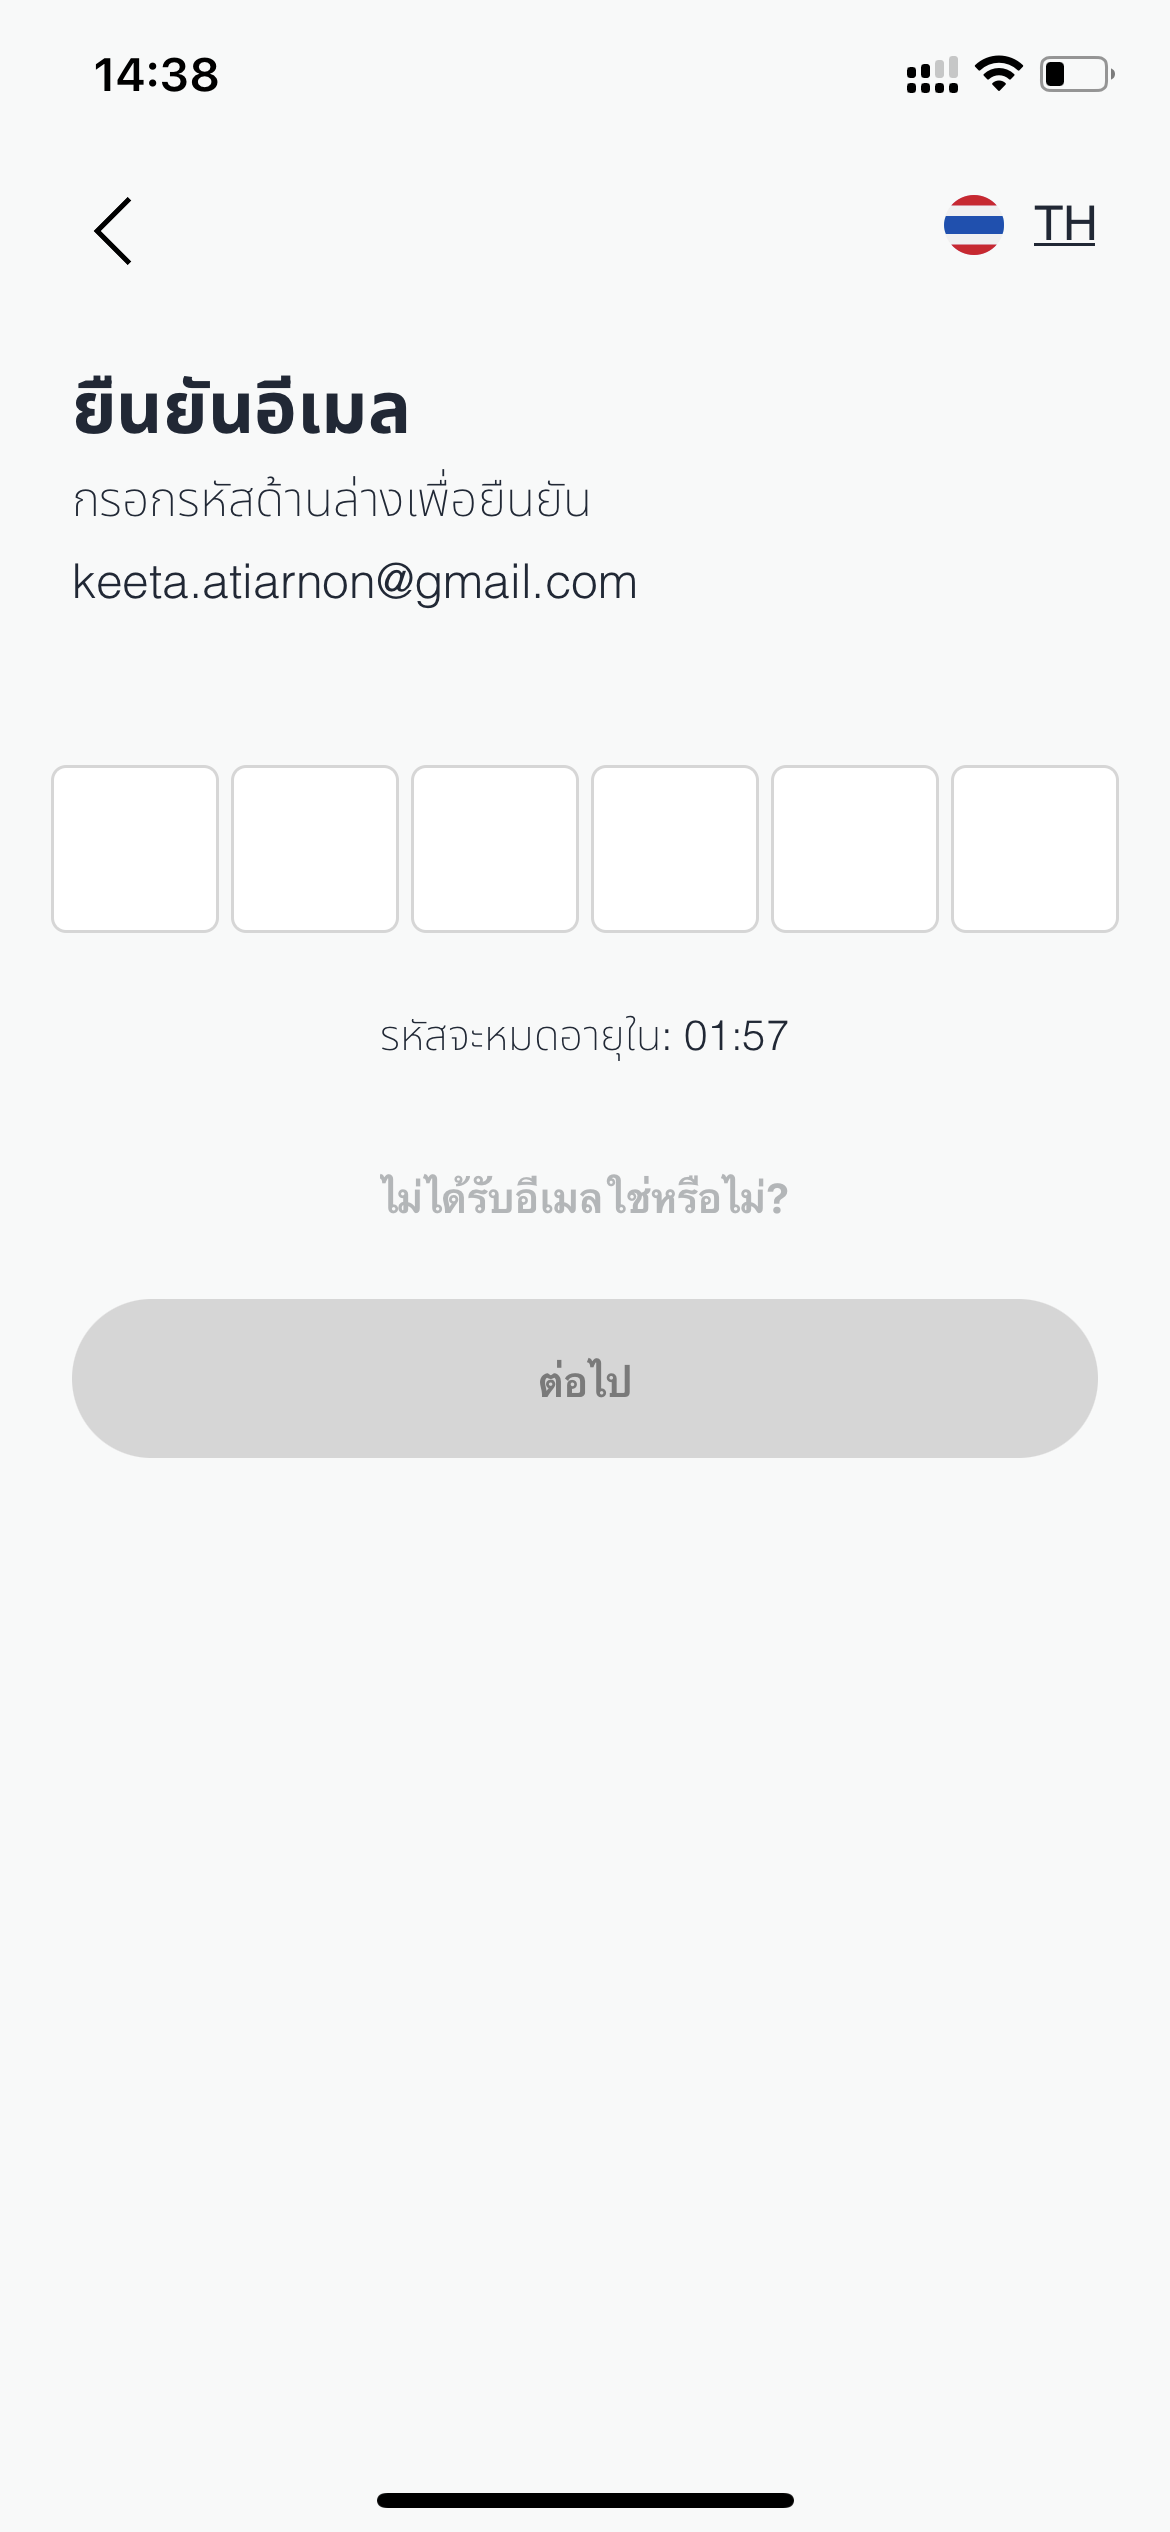 14:38
TH
ยืนยันอีเมล
กรอกรหัสด้านล่างเพื่อยืนยัน
keeta.atiarnon@gmail.com
รหัสจะหมดอายุใน: 01:57
ไม่ได้รับอีเมล ใช่หรือไม่?
ต่อไป